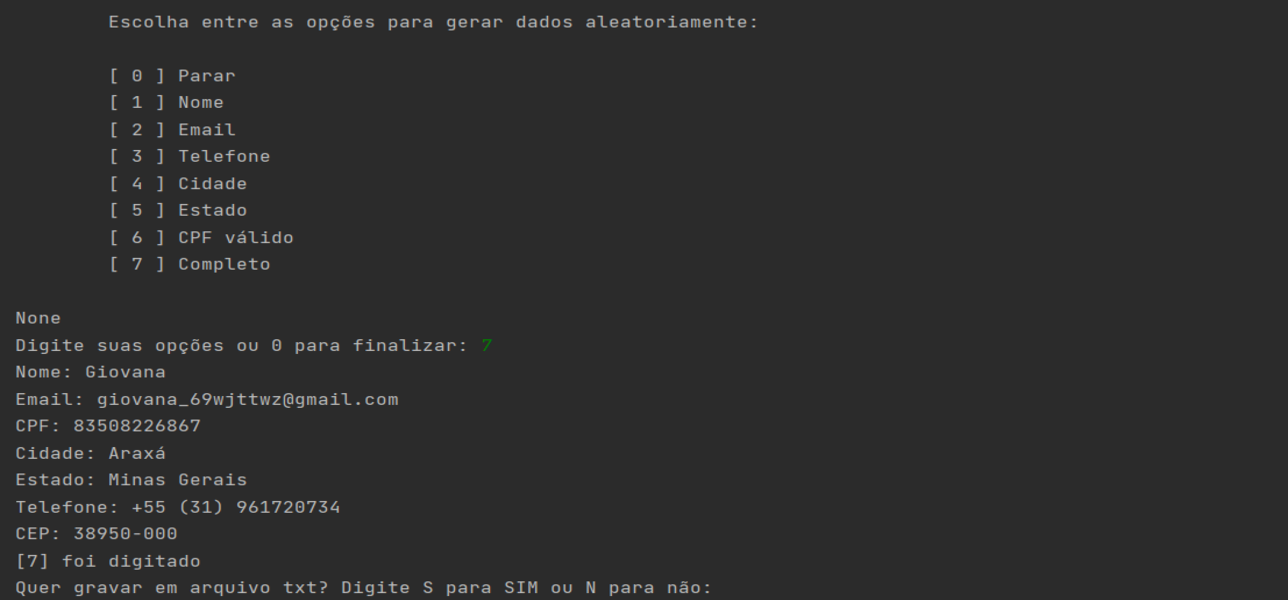 Escolha entre as opções para gerar dados aleatoriamente:
[ 0 ] Parar
[ 1 ] Nome
[ 2 ] Email
[ 3 ] Telefone
[ 4 ] Cidade
[ 5 ] Estado
[ 6 ] CPF válido
[ 7 ] Completo
None
Digite suas opções ou 0 para finalizar: 7
Nome: Giovana
Email: giovana_69wjttwz@gmail.com
CPF: 83508226867
Cidade: Araxá
Estado: Minas Gerais
Telefone: +55 (31) 961720734
CEP: 38950-000
[7] foi digitado
Quer gravar em arquivo txt? Digite S para SIM ou N para não: